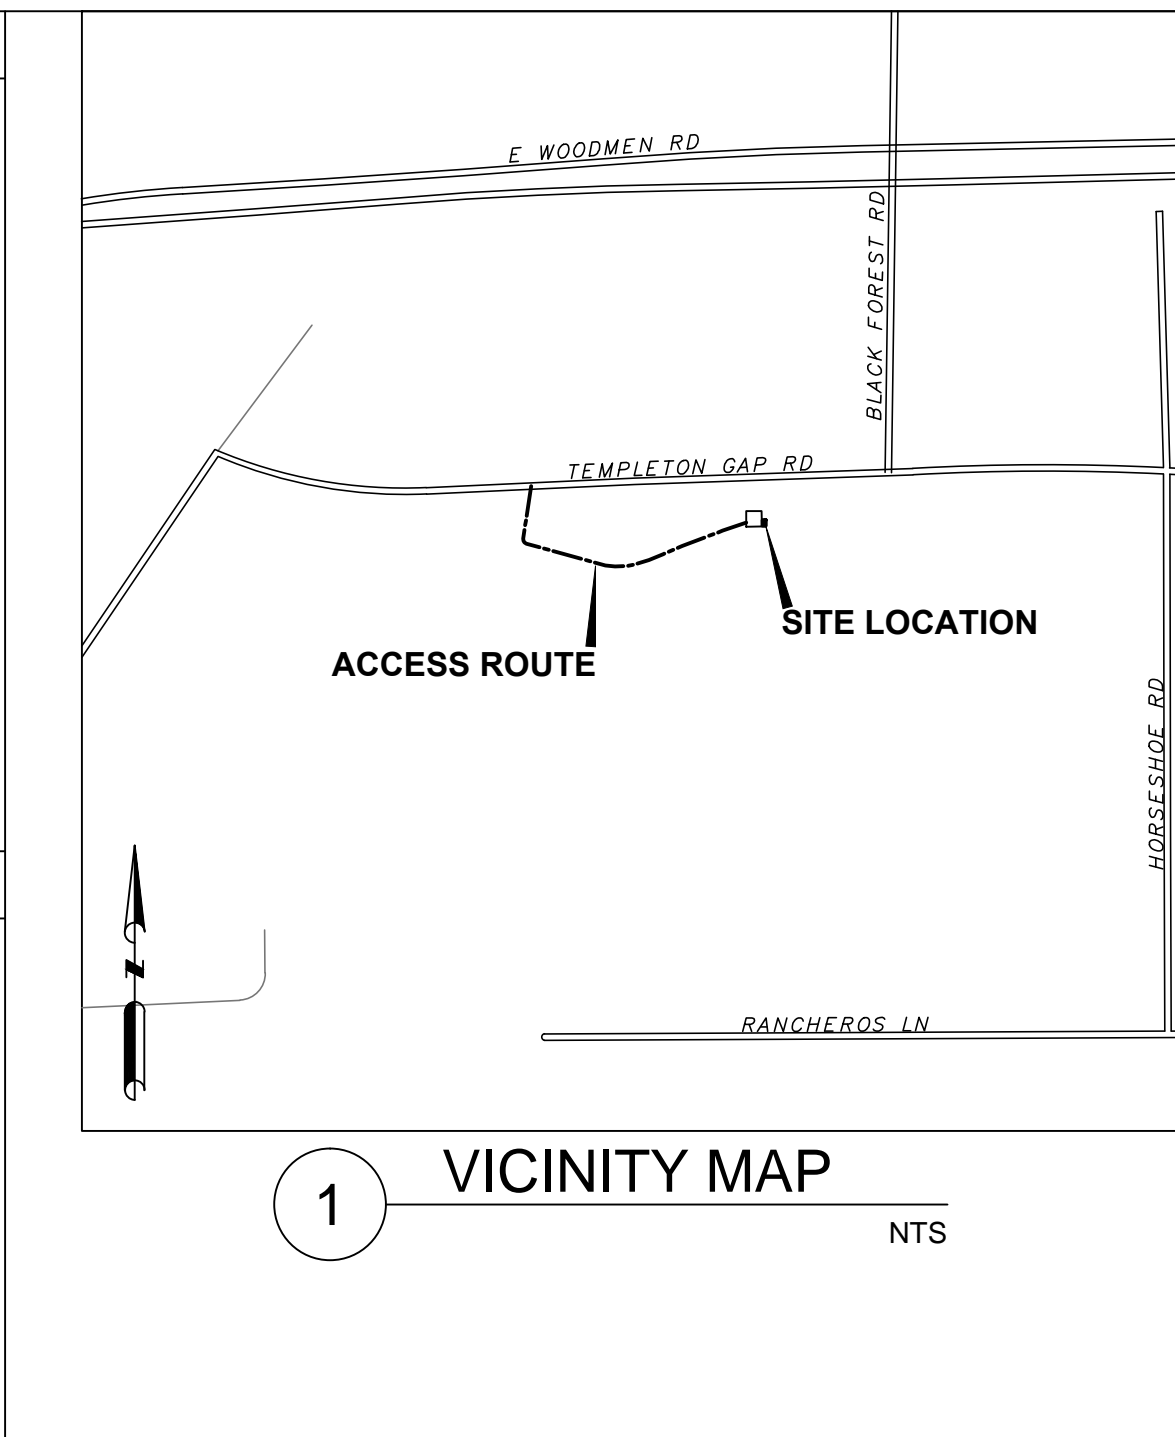 E WOODMEN RD
BLACK FOREST RD
TEMPLETON GAP RD
SITE LOCATION
ACCESS ROUTE
HORSESHOE RD
N
RANCHEROS LN
1
VICINITY MAP
NTS